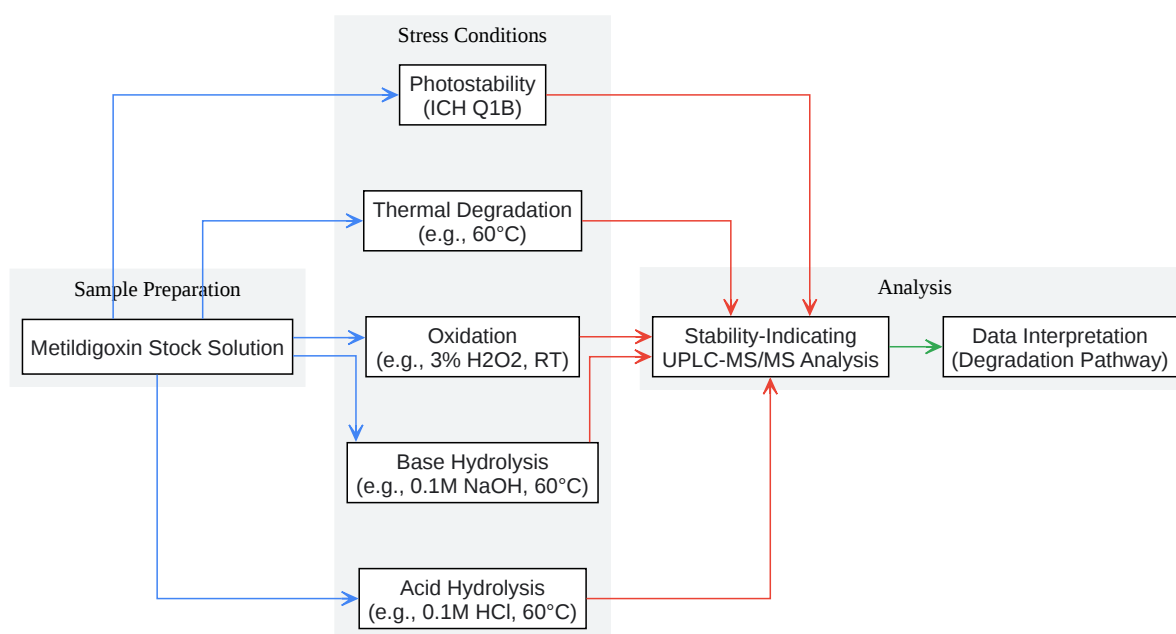 Stress Conditions
Photostability
(ICH Q1B)
Thermal Degradation
(e.g., 60°C)
Sample Preparation
Metildigoxin Stock Solution
Oxidation
(e.g., 3% H2O2, RT)
Base Hydrolysis
(e.g., 0.1M NaOH, 60°C)
Acid Hydrolysis
(e.g., 0.1M HCl, 60°C)
Analysis
Stability-Indicating
UPLC-MS/MS Analysis
Data Interpretation
(Degradation Pathway)